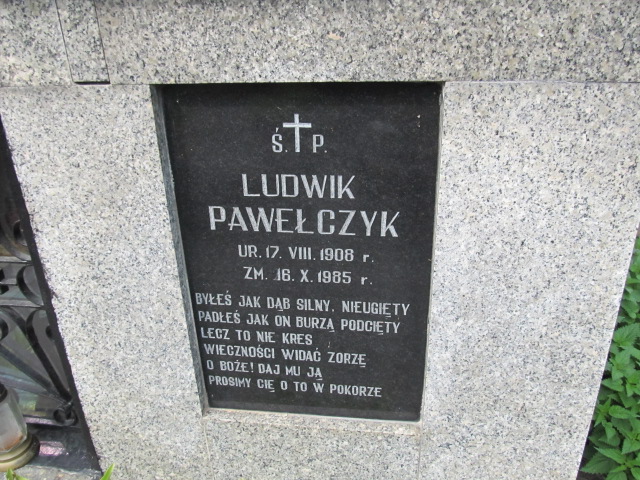 Ś. P.
LUDWIK
PAWEŁCZYK
UR. 17. VIII. 1908 r.
ZM. 16. X. 1985 r.
BYŁEŚ JAK DĄB SILNY, NIEUGIĘTY
PADŁEŚ JAK ON BURZĄ PODCIĘTY
LECZ TO NIE KRES
WIECZNOŚCI WIDAĆ ZORZĘ
O BOŻE! DAJ MU JĄ
PROSIMY CIĘ O TO W POKORZE